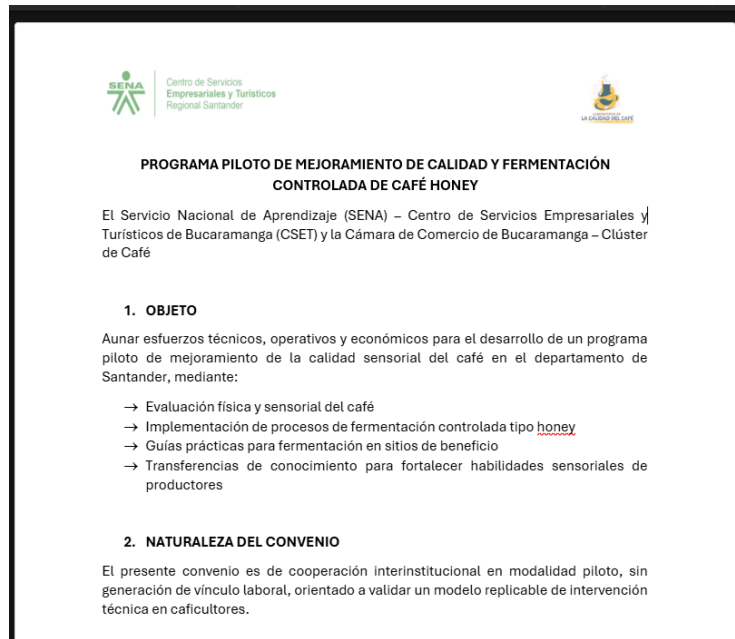 SENA
Centro de Servicios
Empresariales y Turísticos
Regional Santander
LA CALIDAD DEL CAFÉ
PROGRAMA PILOTO DE MEJORAMIENTO DE CALIDAD Y FERMENTACIÓN
CONTROLADA DE CAFÉ HONEY
El Servicio Nacional de Aprendizaje (SENA) – Centro de Servicios Empresariales y
Turísticos de Bucaramanga (CSET) y la Cámara de Comercio de Bucaramanga – Clúster
de Café
1. OBJETO
Aunar esfuerzos técnicos, operativos y económicos para el desarrollo de un programa
piloto de mejoramiento de la calidad sensorial del café en el departamento de
Santander, mediante:
→ Evaluación física y sensorial del café
→ Implementación de procesos de fermentación controlada tipo honey
→ Guías prácticas para fermentación en sitios de beneficio
→ Transferencias de conocimiento para fortalecer habilidades sensoriales de
productores
2. NATURALEZA DEL CONVENIO
El presente convenio es de cooperación interinstitucional en modalidad piloto, sin
generación de vínculo laboral, orientado a validar un modelo replicable de intervención
técnica en caficultores.